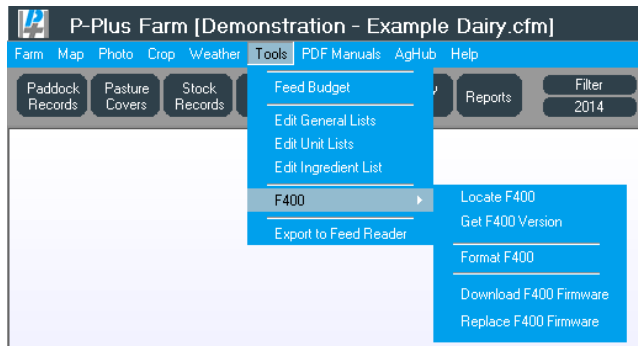 P-Plus Farm [Demonstration - Example Dairy.cfm]
Farm Map Photo Crop Weather Tools PDF Manuals AgHub Help
Paddock Records
Pasture Covers
Stock Records
Reports
Filter
2014
Feed Budget
Edit General Lists
Edit Unit Lists
Edit Ingredient List
F400
Export to Feed Reader
Locate F400
Get F400 Version
Format F400
Download F400 Firmware
Replace F400 Firmware